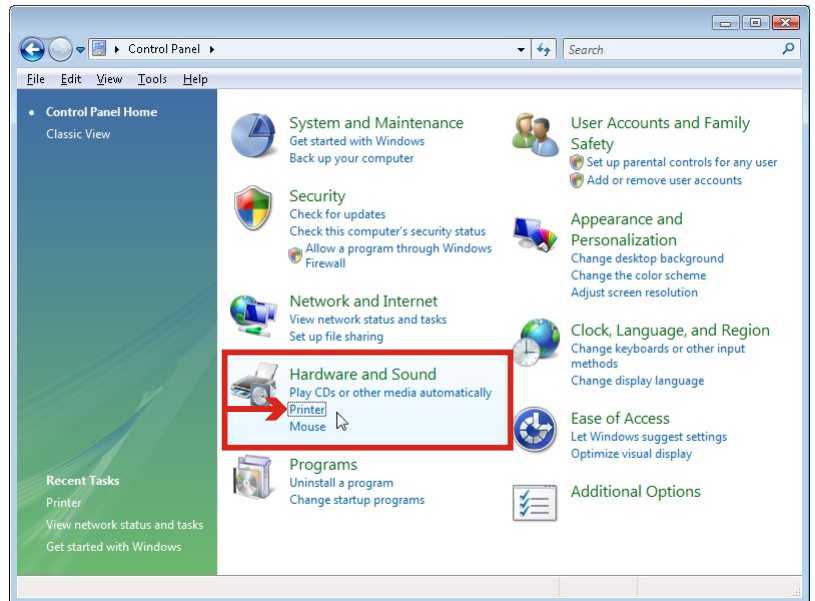 Control Panel
Search
File Edit View Tools Help
Control Panel Home
Classic View
Recent Tasks
Printer
View network status and tasks
Get started with Windows
System and Maintenance
Get started with Windows
Back up your computer
Security
Check for updates
Check this computer's security status
Allow a program through Windows
Firewall
Network and Internet
View network status and tasks
Set up file sharing
Hardware and Sound
Play CDs or other media automatically
Printer
Mouse
Programs
Uninstall a program
Change startup programs
User Accounts and Family
Safety
Set up parental controls for any user
Add or remove user accounts
Appearance and
Personalization
Change desktop background
Change the color scheme
Adjust screen resolution
Clock, Language, and Region
Change keyboards or other input
methods
Change display language
Ease of Access
Let Windows suggest settings
Optimize visual display
Additional Options